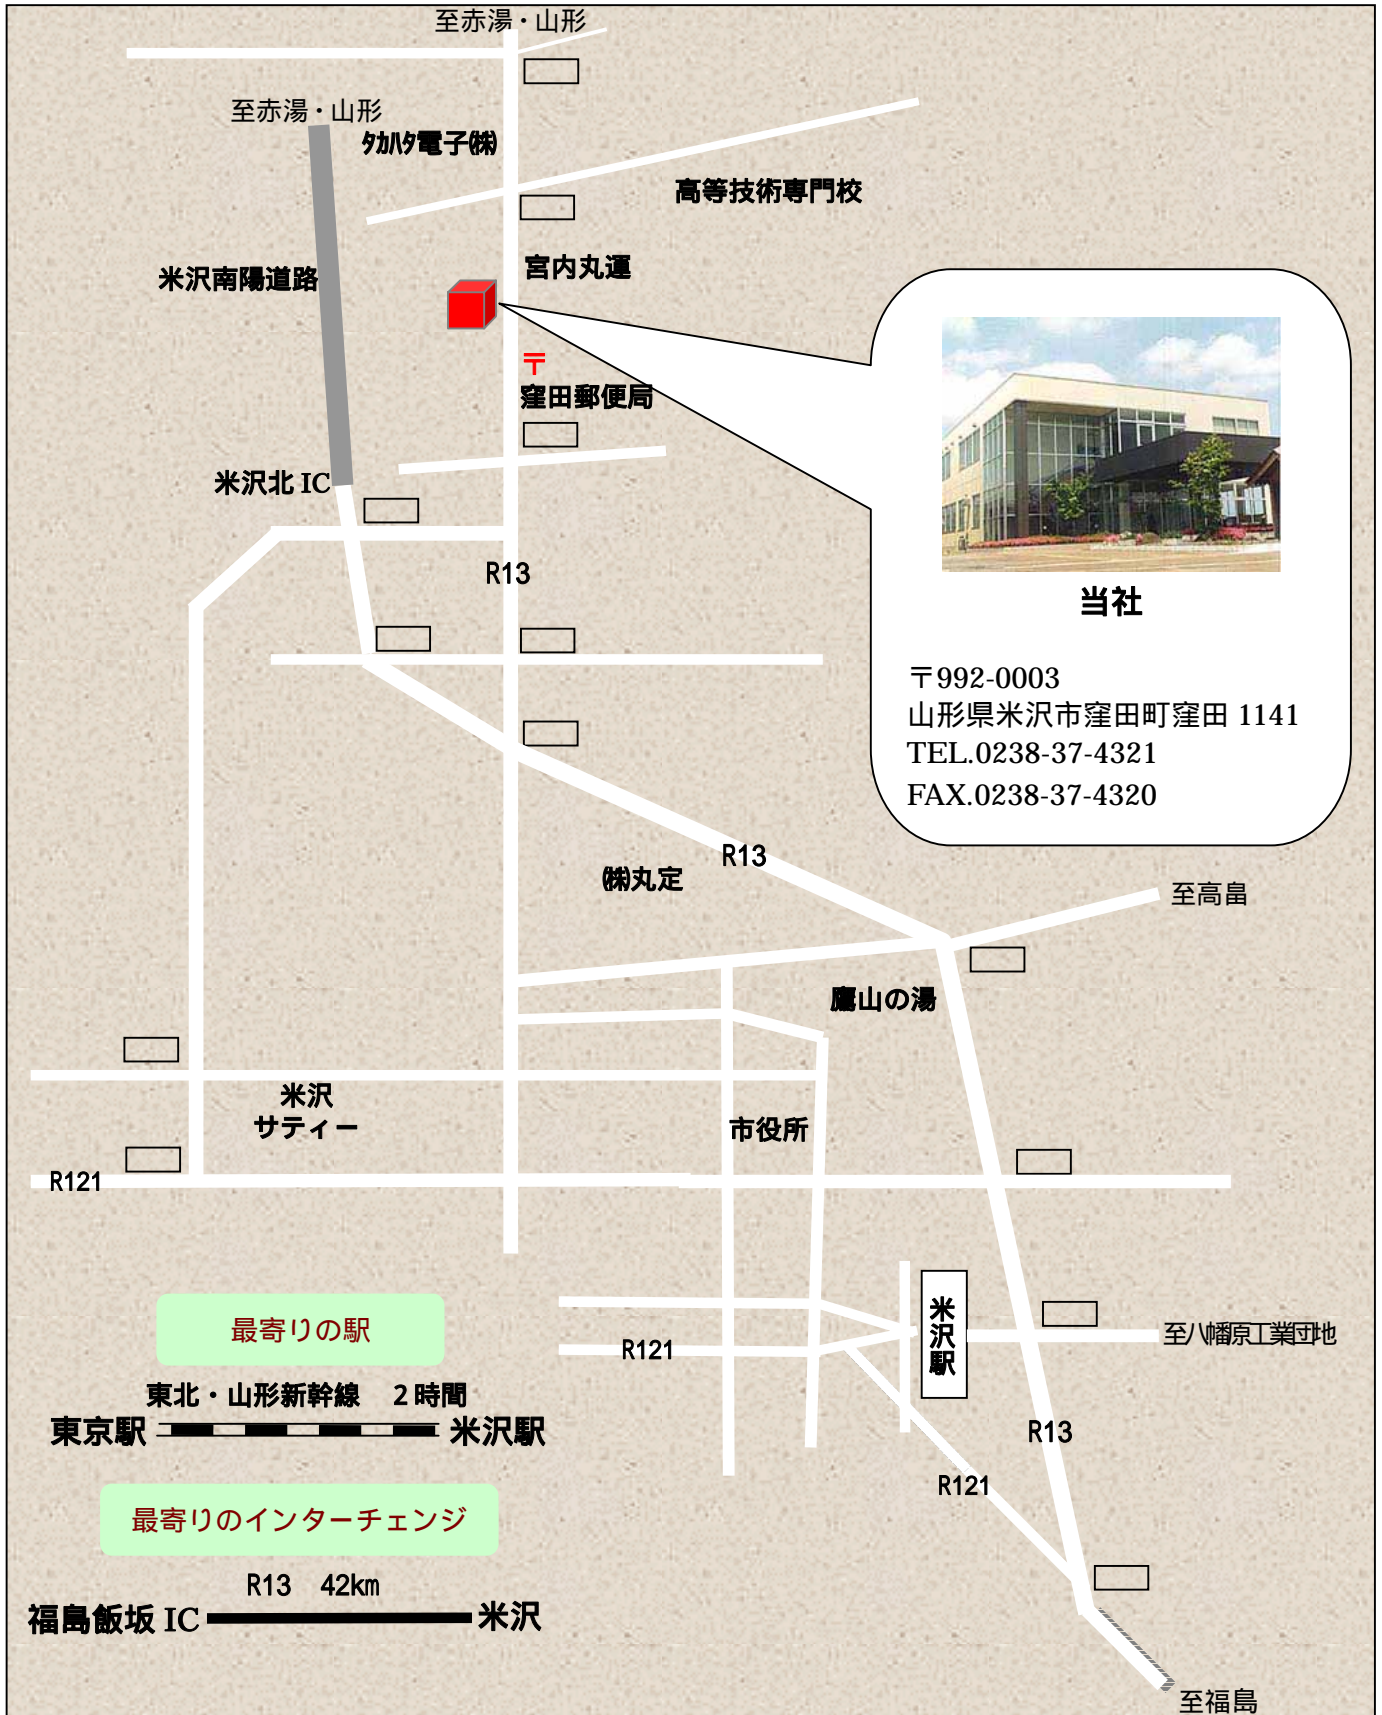 至赤湯・山形
至赤湯・山形
ﾀｶﾊﾀ電子㈱
高等技術専門校
宮内丸運
米沢南陽道路
〒
窪田郵便局
米沢北 IC
R13
当社
〒992-0003
山形県米沢市窪田町窪田 1141
TEL.0238-37-4321
FAX.0238-37-4320
R13
㈱丸定
至高畠
鷹山の湯
米沢
サティー
市役所
R121
米沢駅
至八幡原工業団地
R121
R13
R121
最寄りの駅
東北・山形新幹線　２時間
東京駅 米沢駅
最寄りのインターチェンジ
R13　42km
福島飯坂 IC 米沢
至福島